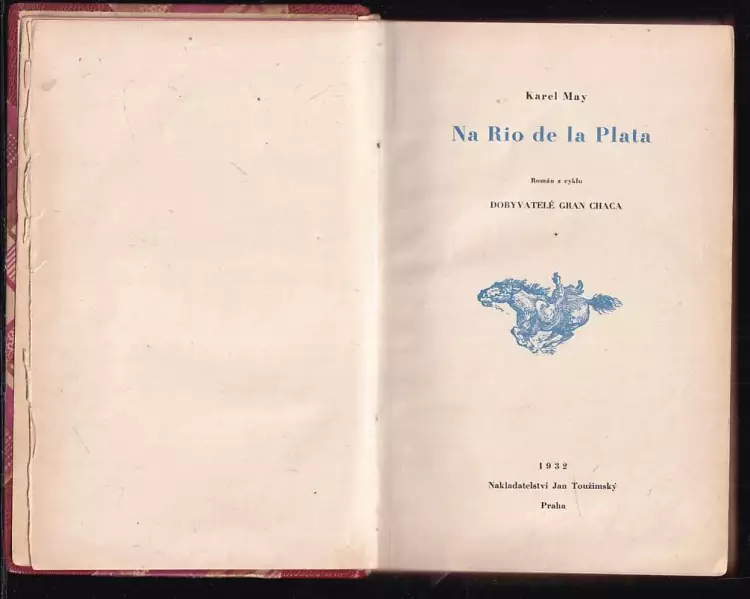 Karel May
Na Rio de la Plata
Román z cyklu
DOBYVATELÉ GRAN CHACA
1932
Nakladatelství Jan Toužimský
Praha